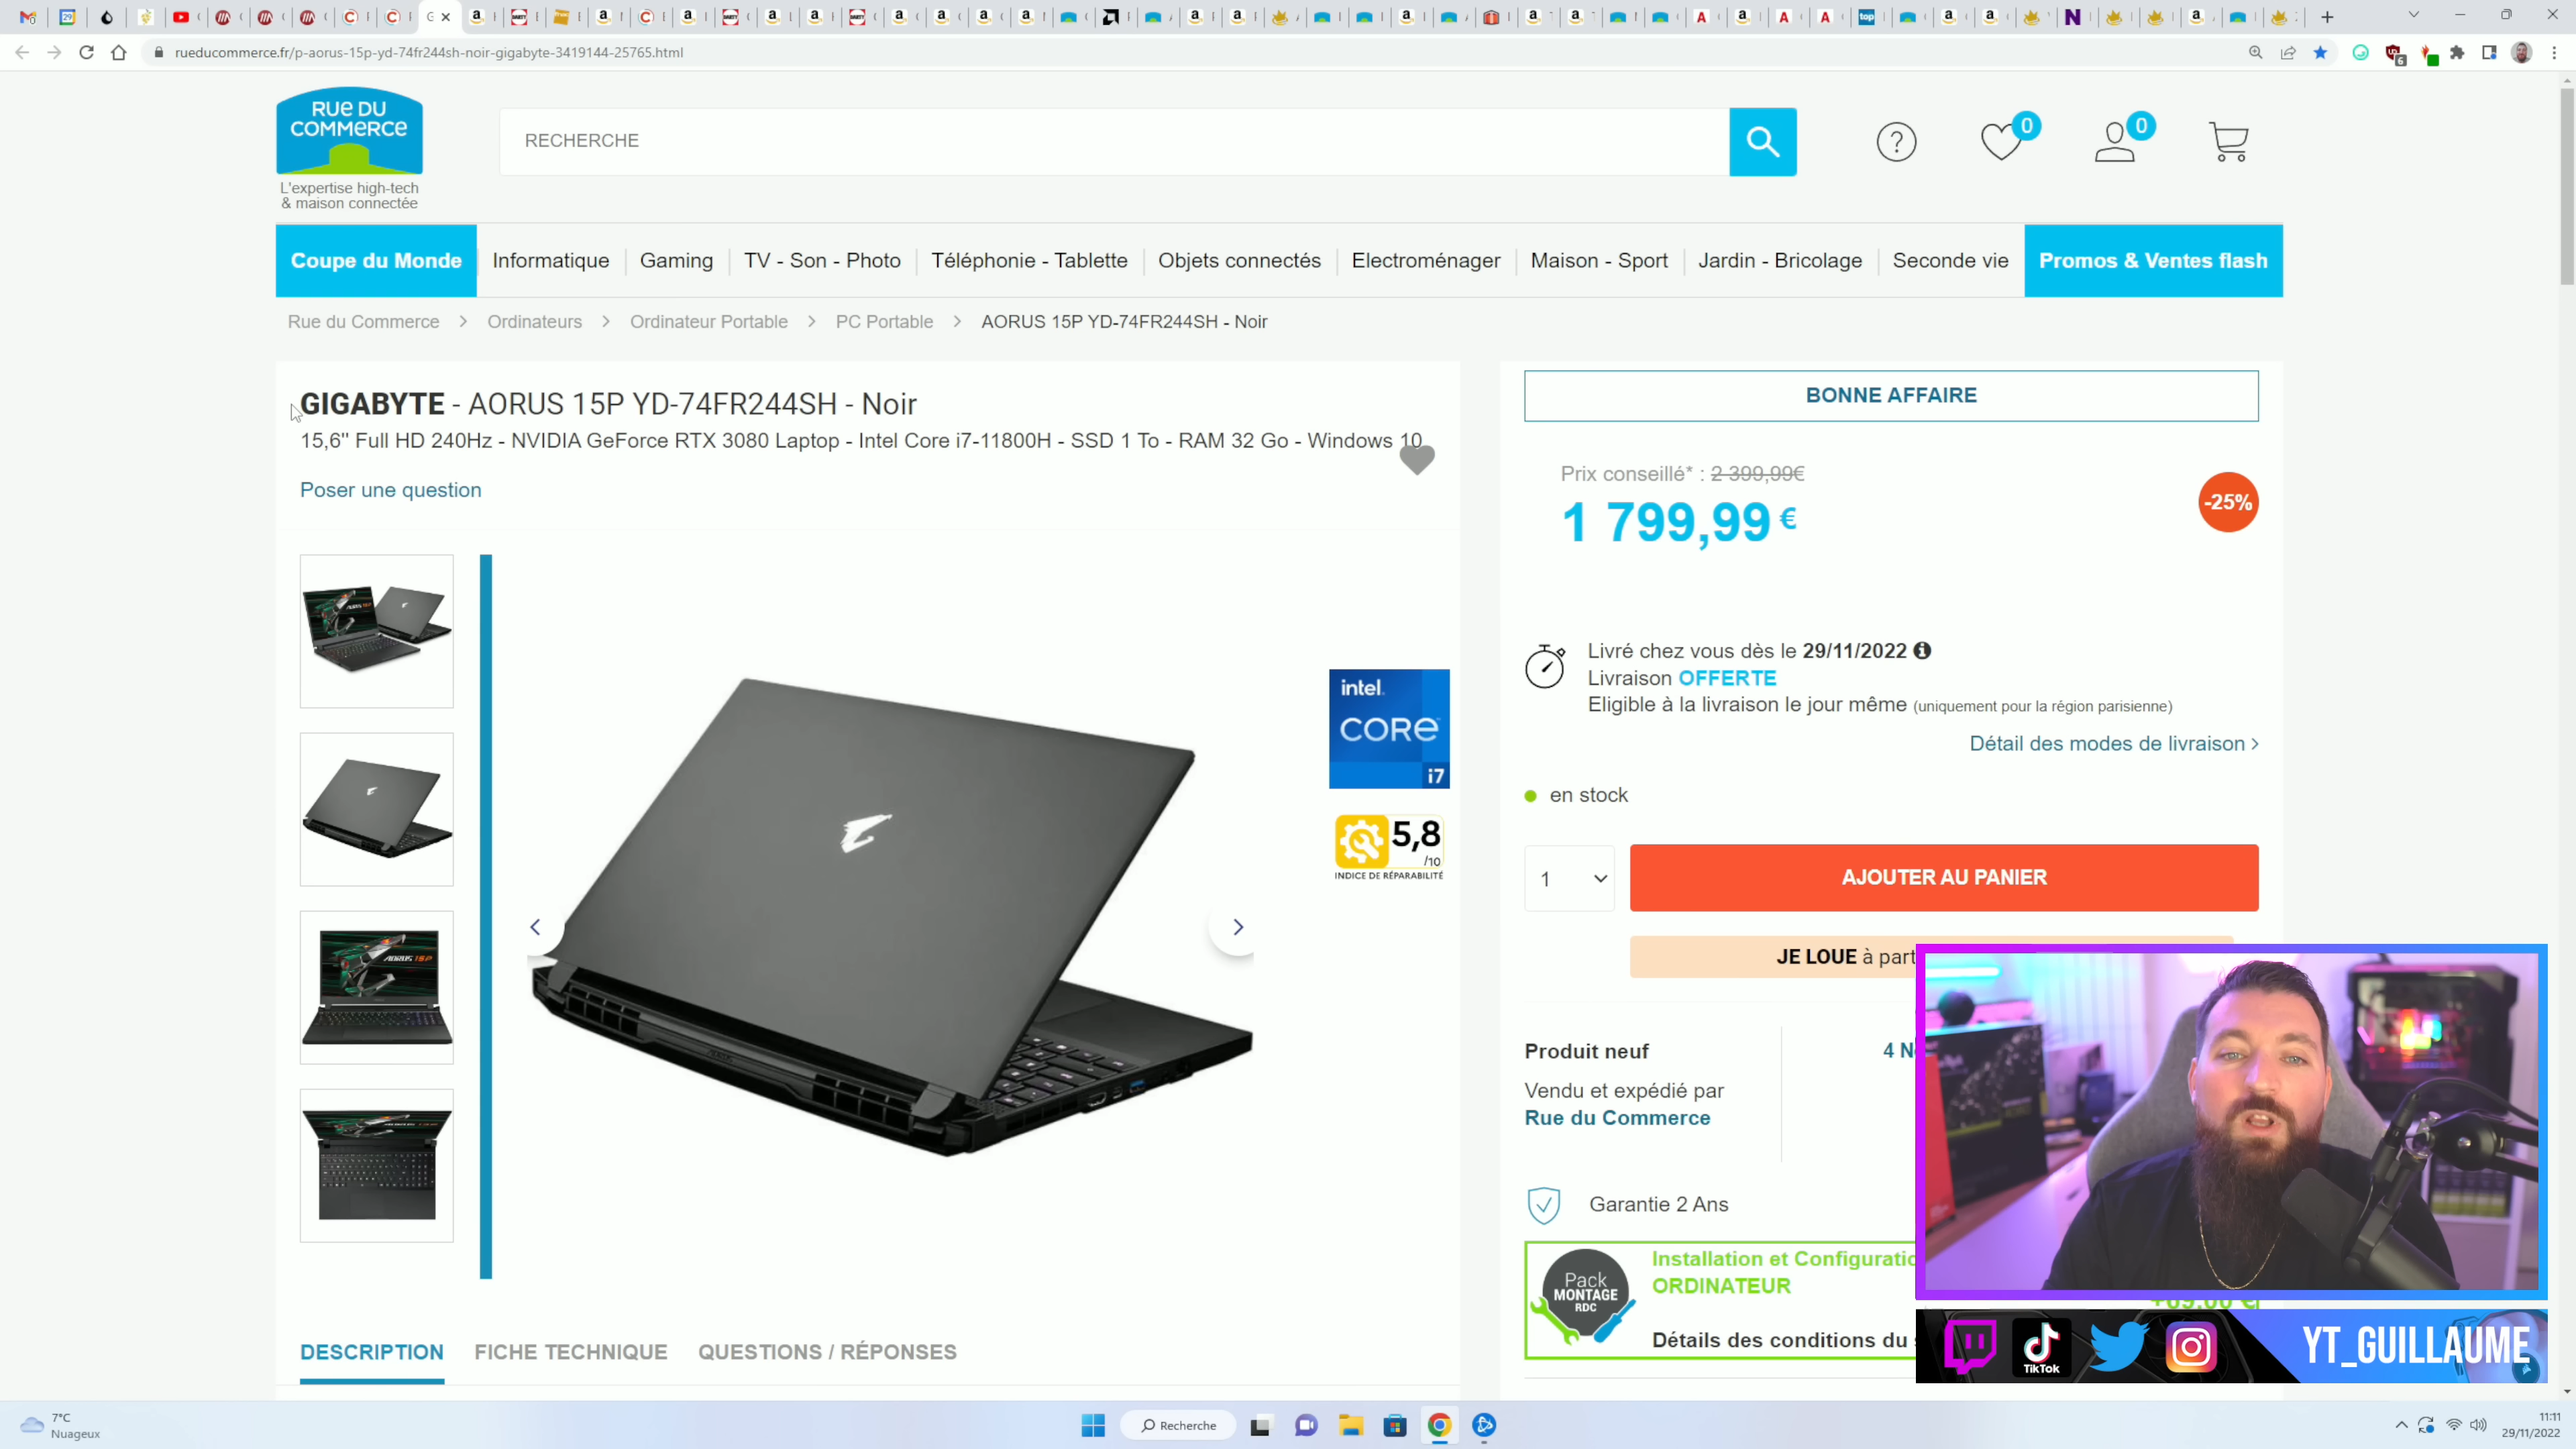 rueducommerce.fr/p-aorus-15p-yd-74fr244sh-noir-gigabyte-3419144-25765.html
RUE DU
COMMERCE
L'expertise high-tech
& maison connectée
RECHERCHE
0
0
Coupe du Monde
Informatique
Gaming
TV - Son - Photo
Téléphonie - Tablette
Objets connectés
Electroménager
Maison - Sport
Jardin - Bricolage
Seconde vie
Promos & Ventes flash
Rue du Commerce > Ordinateurs > Ordinateur Portable > PC Portable > AORUS 15P YD-74FR244SH - Noir
GIGABYTE - AORUS 15P YD-74FR244SH - Noir
15,6" Full HD 240Hz - NVIDIA GeForce RTX 3080 Laptop - Intel Core i7-11800H - SSD 1 To - RAM 32 Go - Windows 10
Poser une question
intel.
CORE
i7
5,8
/10
INDICE DE RÉPARABILITÉ
BONNE AFFAIRE
Prix conseillé* : 2 399,99€
1 799,99 €
-25%
Livré chez vous dès le 29/11/2022
Livraison OFFERTE
Eligible à la livraison le jour même (uniquement pour la région parisienne)
Détail des modes de livraison >
en stock
1
AJOUTER AU PANIER
JE LOUE à part
Produit neuf
4 N
Vendu et expédié par
Rue du Commerce
Garantie 2 Ans
Pack
MONTAGE
RDC
Installation et Configuratio
ORDINATEUR
Détails des conditions du
DESCRIPTION
FICHE TECHNIQUE
QUESTIONS / RÉPONSES
TikTok
YT_GUILLAUME
7°C
Nuageux
Recherche
11:11
29/11/2022